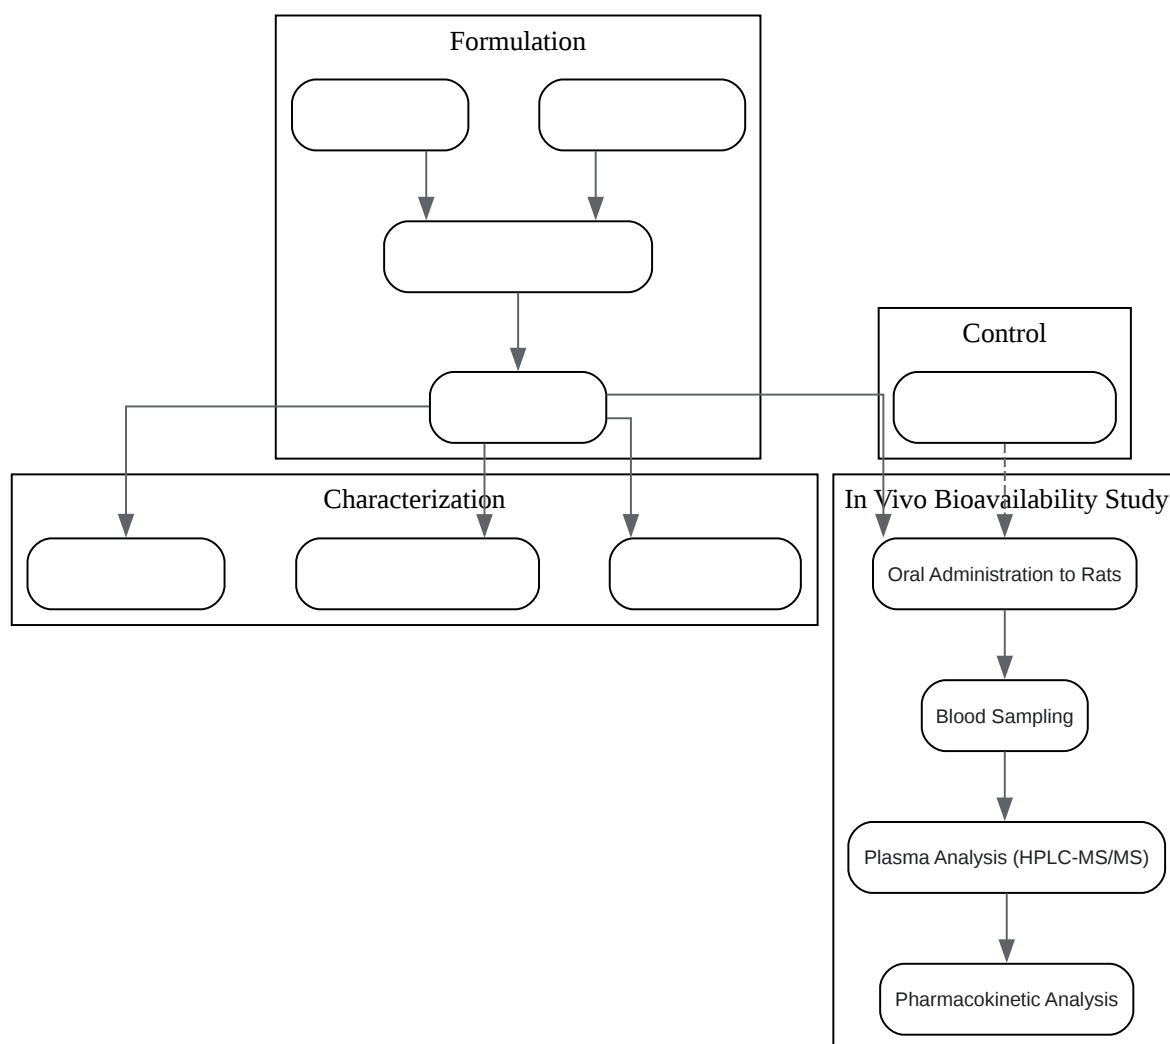 Formulation
Control
Characterization
In Vivo Bioavailability Study
Oral Administration to Rats
Blood Sampling
Plasma Analysis (HPLC-MS/MS)
Pharmacokinetic Analysis